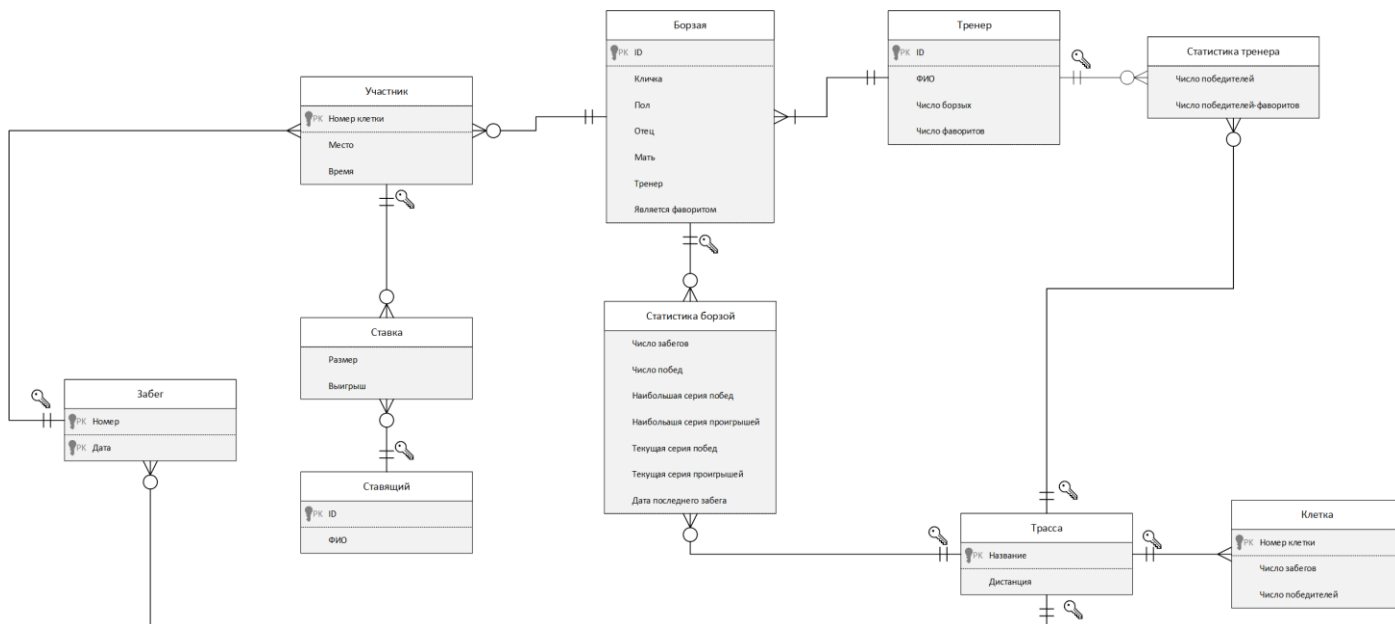 Борзая
PK ID
Кличка
Пол
Отец
Мать
Тренер
Является фаворитом
Тренер
PK ID
ФИО
Число борзых
Число фаворитов
Статистика тренера
Число победителей
Число победителей-фаворитов
Участник
PK Номер клетки
Место
Время
Статистика борзой
Число забегов
Число побед
Наибольшая серия побед
Наибольашя серия проигрышей
Текущая серия побед
Текущая серия проигрышей
Дата последнего забега
Ставка
Размер
Выигрыш
Забег
PK Номер
PK Дата
Ставящий
PK ID
ФИО
Трасса
PK Название
Дистанция
Клетка
PK Номер клетки
Число забегов
Число победителей